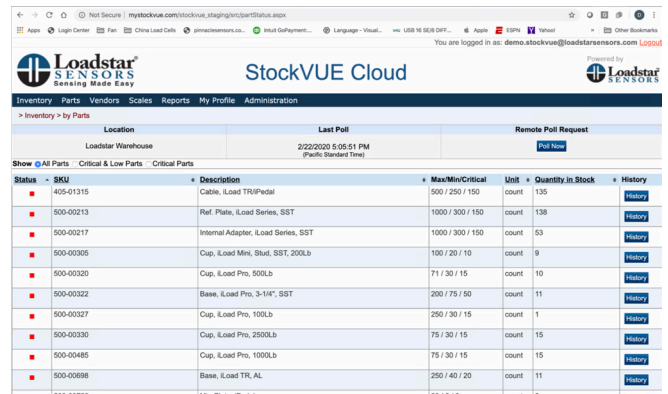 Not Secure | mystockvue.com/stockvue_staging/src/partStatus.aspx
Apps Login Center Fan China Load Cells pinnaclesensors.co... Intuit GoPayment:... Language - Visual... USB 16 SE/6 DIFF... Apple ESPN Yahoo! » Other Bookmarks
You are logged in as: demo.stockvue@loadstarsensors.com Logout
Loadstar
SENSORS
Sensing Made Easy
StockVUE Cloud
Powered by
Loadstar
SENSORS
Inventory Parts Vendors Scales Reports My Profile Administration
> Inventory > by Parts
Location Last Poll Remote Poll Request
Loadstar Warehouse 2/22/2020 5:05:51 PM Poll Now
(Pacific Standard Time)
Show All Parts Critical & Low Parts Critical Parts
Status SKU Description Max/Min/Critical Unit Quantity in Stock History
405-01315 Cable, iLoad TR/iPedal 500 / 250 / 150 count 135 History
500-00213 Ref. Plate, iLoad Series, SST 1000 / 300 / 150 count 138 History
500-00217 Internal Adapter, iLoad Series, SST 1000 / 300 / 150 count 53 History
500-00305 Cup, iLoad Mini, Stud, SST, 200Lb 100 / 20 / 10 count 9 History
500-00320 Cup, iLoad Pro, 500Lb 71 / 30 / 15 count 10 History
500-00322 Base, iLoad Pro, 3-1/4", SST 200 / 75 / 50 count 11 History
500-00327 Cup, iLoad Pro, 100Lb 250 / 30 / 15 count 1 History
500-00330 Cup, iLoad Pro, 2500Lb 75 / 30 / 15 count 15 History
500-00485 Cup, iLoad Pro, 1000Lb 75 / 30 / 15 count 15 History
500-00698 Base, iLoad TR, AL 250 / 40 / 20 count 11 History